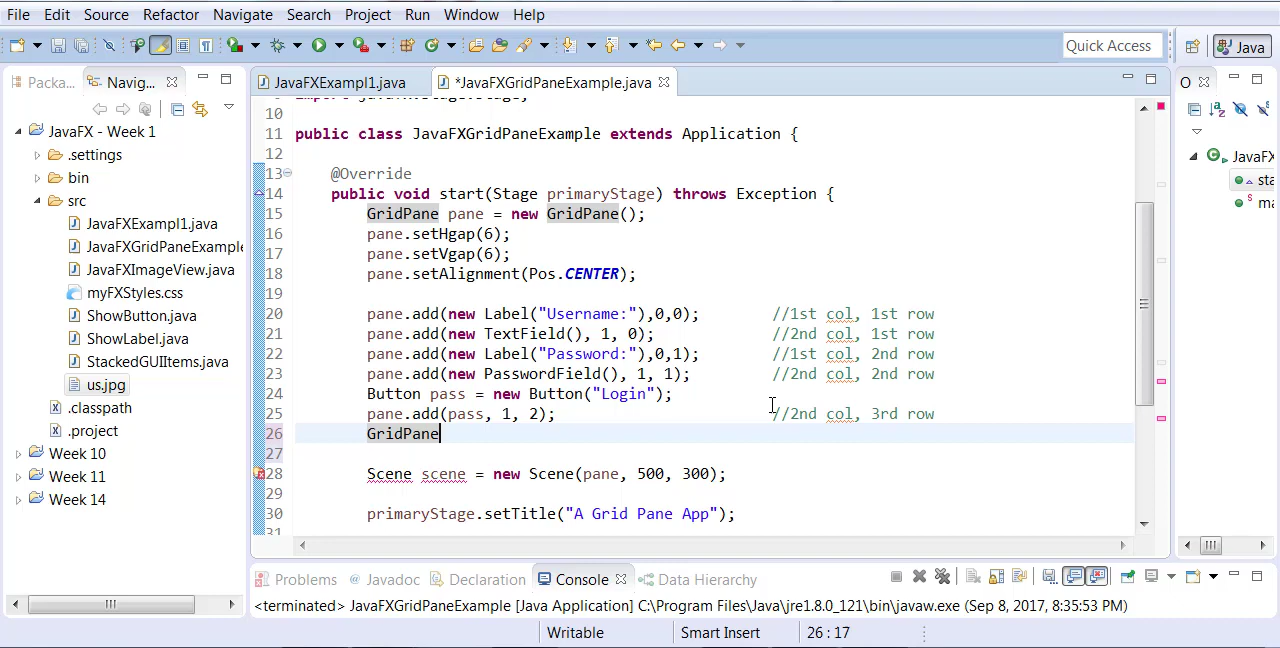 File Edit Source Refactor Navigate Search Project Run Window Help
Quick Access
Java
Packa...
Navig...
JavaFXExampl1.java
*JavaFXGridPaneExample.java
O
JavaFX - Week 1
.settings
bin
src
JavaFXExampl1.java
JavaFXGridPaneExample
JavaFXImageView.java
myFXStyles.css
ShowButton.java
ShowLabel.java
StackedGUIItems.java
us.jpg
.classpath
.project
Week 10
Week 11
Week 14
10
11 public class JavaFXGridPaneExample extends Application {
12
13 @Override
14 public void start(Stage primaryStage) throws Exception {
15 GridPane pane = new GridPane();
16 pane.setHgap(6);
17 pane.setVgap(6);
18 pane.setAlignment(Pos.CENTER);
19
20 pane.add(new Label("Username:"),0,0); //1st col, 1st row
21 pane.add(new TextField(), 1, 0); //2nd col, 1st row
22 pane.add(new Label("Password:"),0,1); //1st col, 2nd row
23 pane.add(new PasswordField(), 1, 1); //2nd col, 2nd row
24 Button pass = new Button("Login");
25 pane.add(pass, 1, 2); //2nd col, 3rd row
26 GridPane
27
28 Scene scene = new Scene(pane, 500, 300);
29
30 primaryStage.setTitle("A Grid Pane App");
31
JavaFX
sta
ma
Problems @ Javadoc Declaration Console Data Hierarchy
<terminated> JavaFXGridPaneExample [Java Application] C:\Program Files\Java\jre1.8.0_121\bin\javaw.exe (Sep 8, 2017, 8:35:53 PM)
Writable Smart Insert 26 : 17